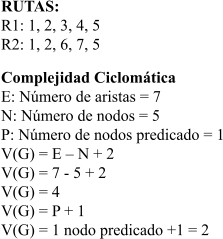 RUTAS:
R1: 1, 2, 3, 4, 5
R2: 1, 2, 6, 7, 5
Complejidad Ciclomática
E: Número de aristas = 7
N: Número de nodos = 5
P: Número de nodos predicado = 1
V(G) = E – N + 2
V(G) = 7 - 5 + 2
V(G) = 4
V(G) = P + 1
V(G) = 1 nodo predicado +1 = 2